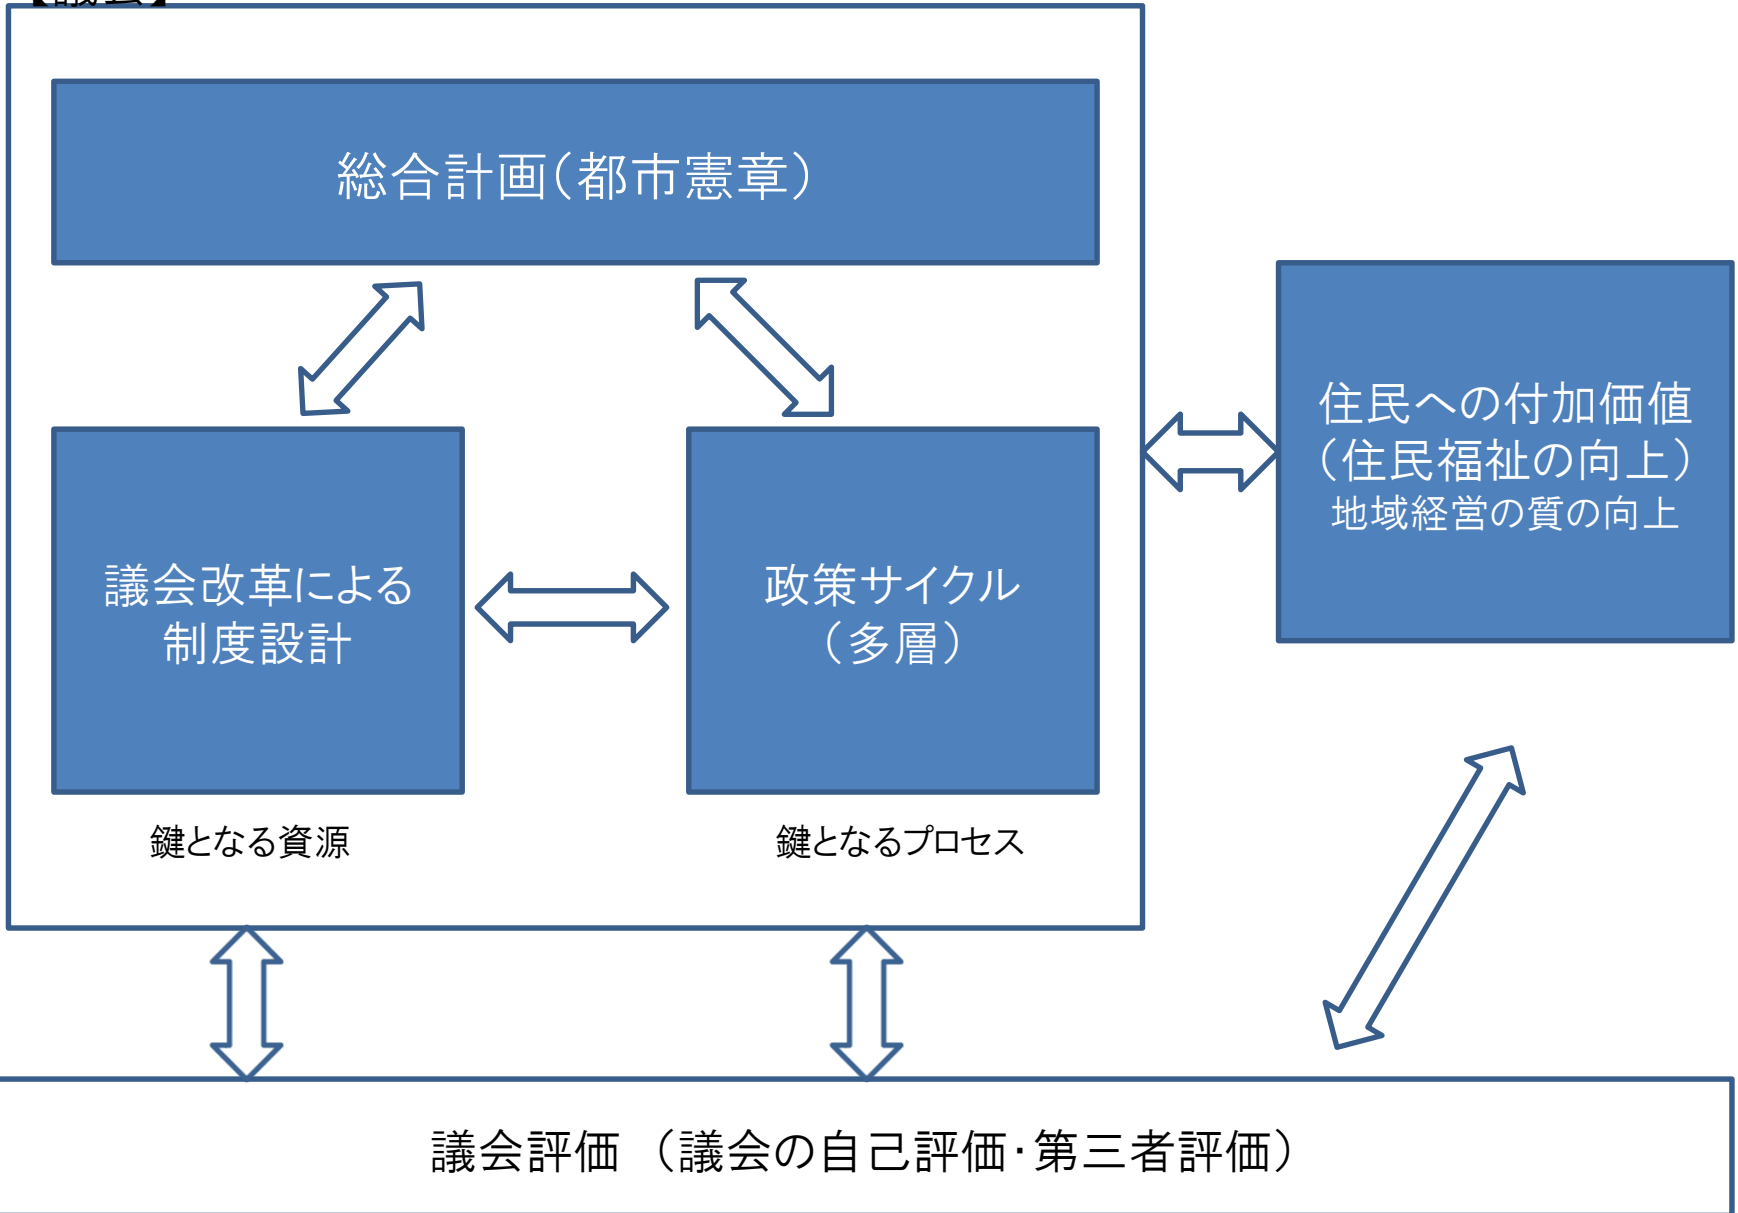 【議会】
総合計画(都市憲章)
住民への付加価値
(住民福祉の向上)
地域経営の質の向上
議会改革による
制度設計
政策サイクル
(多層)
鍵となる資源
鍵となるプロセス
議会評価 (議会の自己評価・第三者評価)